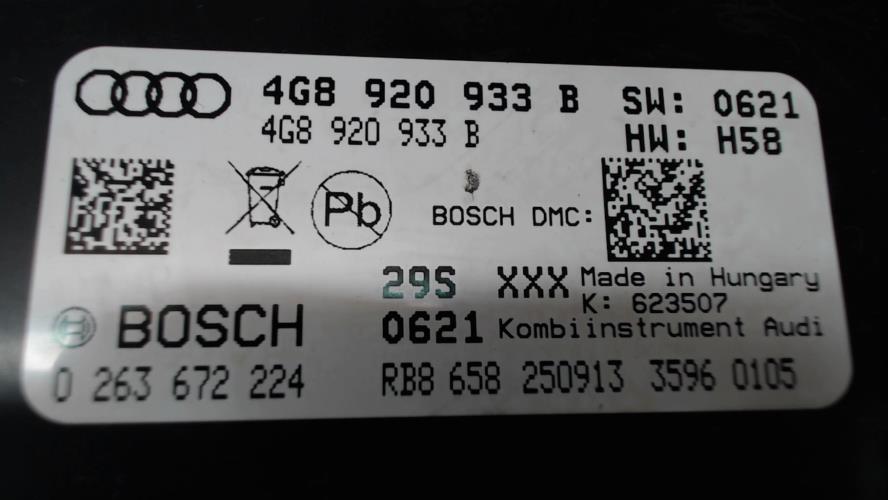 4G8 920 933 B SW: 0621
4G8 920 933 B HW: H58
Pb
BOSCH DMC:
29S XXX Made in Hungary
K: 623507
BOSCH 0621 Kombiinstrument Audi
0 263 672 224 RB8 658 250913 3596 0105